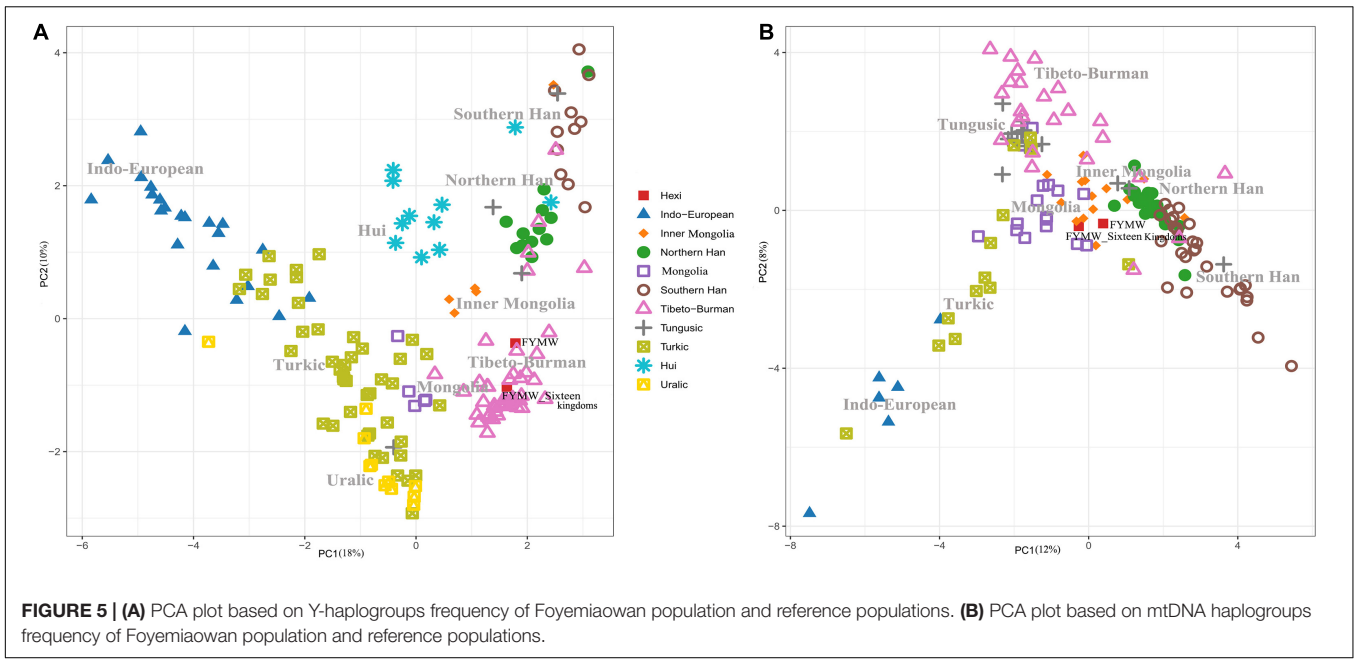 A
4
2
0
−2
−6
−4
−2
0
2
PC2(10%)
PC1(18%)
Southern Han
Indo-European
Northern Han
Hui
Inner Mongolia
FYMW
Tibeto-Burman
Turkic
Mongolia
FYMW_Sixteen
kingdoms
Uralic
Hexi
Indo-European
Inner Mongolia
Northern Han
Mongolia
Southern Han
Tibeto-Burman
Tungusic
Turkic
Hui
Uralic
B
4
0
−4
−8
−8
−4
0
4
PC2(8%)
PC1(12%)
Tibeto-Burman
Tungusic
Inner Mongolia
Northern Han
Mongolia
FYMW
FYMW_Sixteen Kingdoms
Southern Han
Turkic
Indo-European
FIGURE 5 | (A) PCA plot based on Y-haplogroups frequency of Foyemiaowan population and reference populations. (B) PCA plot based on mtDNA haplogroups
frequency of Foyemiaowan population and reference populations.